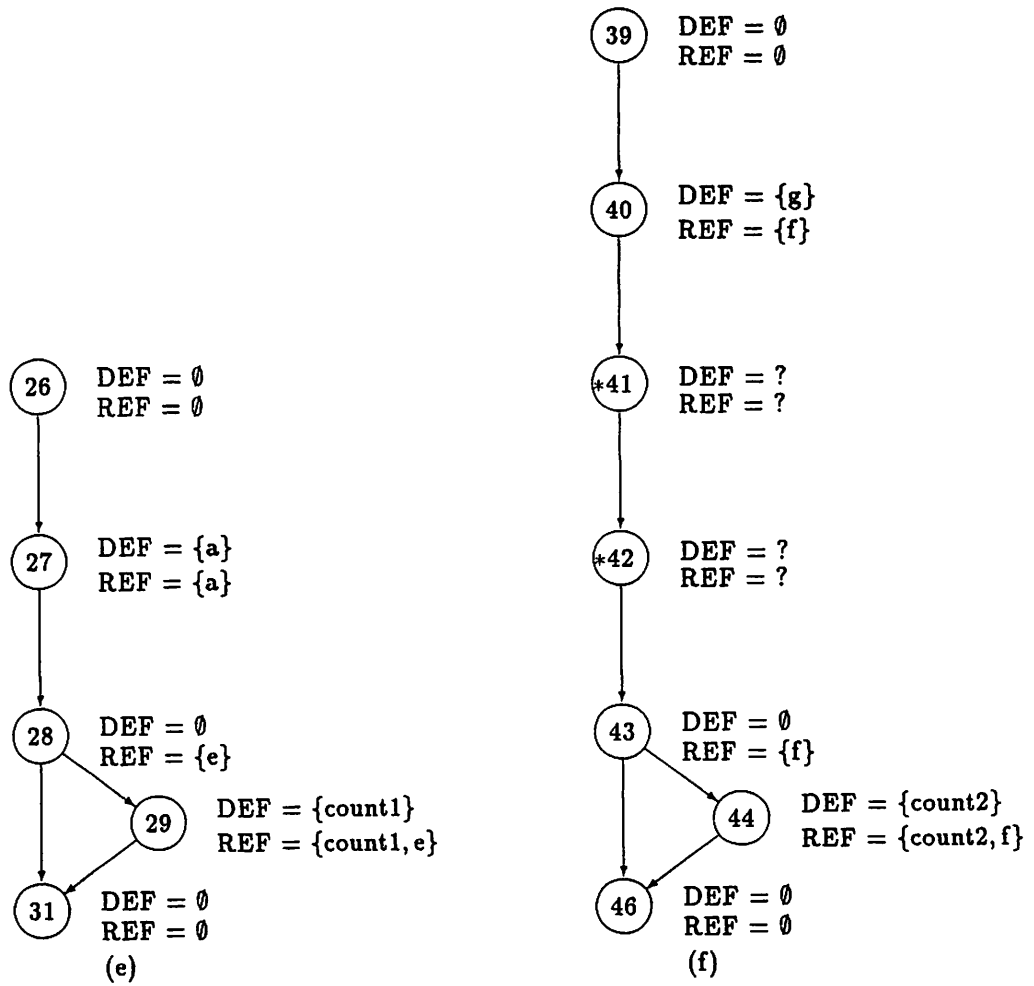 26
DEF = ∅
REF = ∅
27
DEF = {a}
REF = {a}
28
DEF = ∅
REF = {e}
29
DEF = {count1}
REF = {count1, e}
31
DEF = ∅
REF = ∅
(e)
39
DEF = ∅
REF = ∅
40
DEF = {g}
REF = {f}
*41
DEF = ?
REF = ?
*42
DEF = ?
REF = ?
43
DEF = ∅
REF = {f}
44
DEF = {count2}
REF = {count2, f}
46
DEF = ∅
REF = ∅
(f)